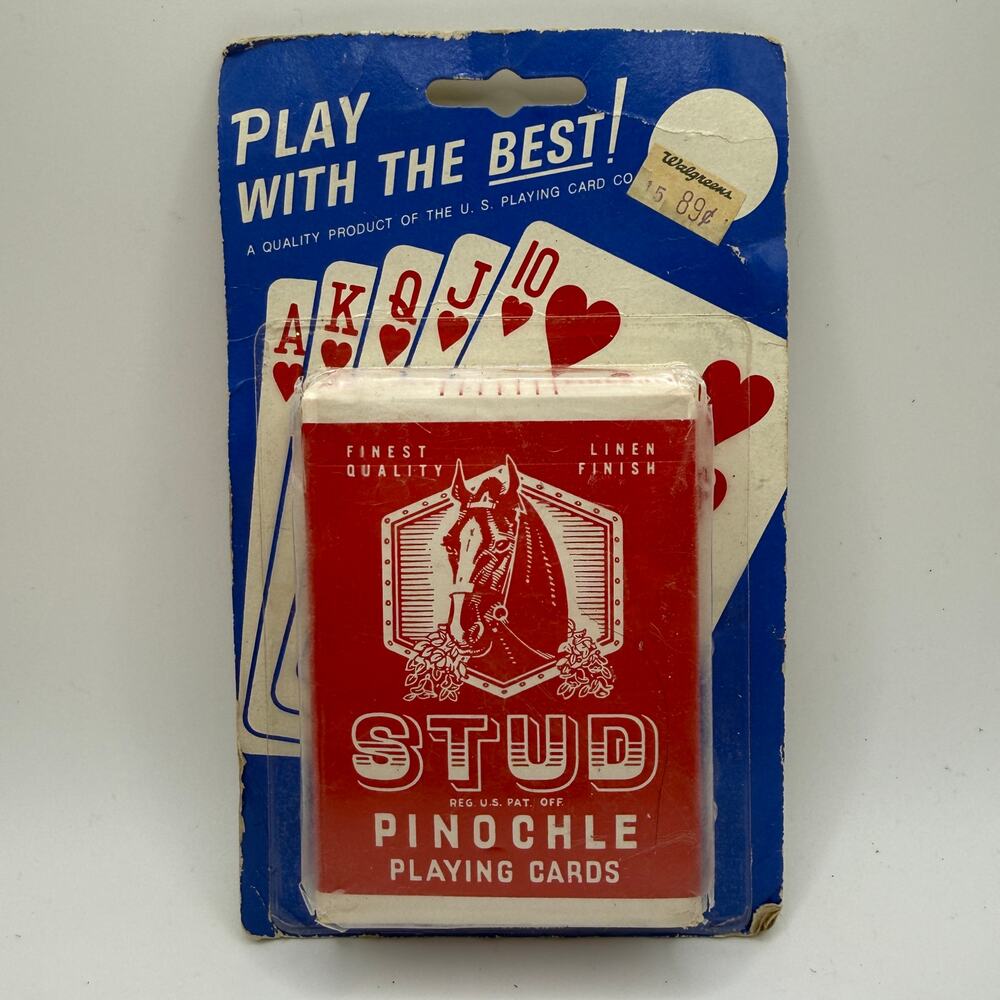 PLAY
WITH THE BEST!
A QUALITY PRODUCT OF THE U. S. PLAYING CARD CO
Walgreens
15 89¢
A K Q J 10
FINEST
QUALITY
LINEN
FINISH
STUD
REG. U.S. PAT. OFF.
PINOCHLE
PLAYING CARDS